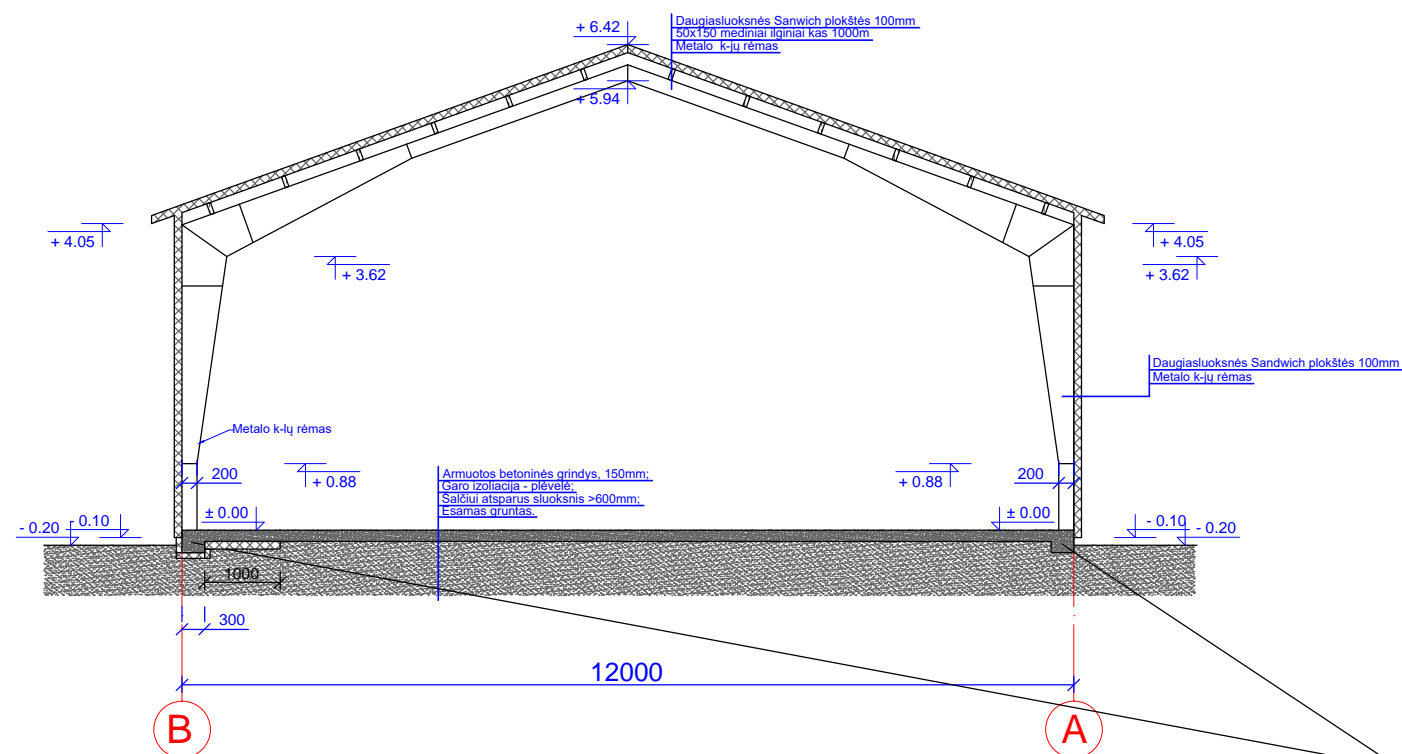 + 6.42
Daugiasluoksnės Sanwich plokštės 100mm
50x150 mediniai ilginiai kas 1000m
Metalo k-jų rėmas
+ 5.94
+ 4.05
+ 4.05
+ 3.62
+ 3.62
Daugiasluoksnės Sandwich plokštės 100mm
Metalo k-jų rėmas
Metalo k-lų rėmas
200
+ 0.88
Armuotos betoninės grindys, 150mm;
Garo izoliacija - plėvelė;
Šalčiui atsparus sluoksnis >600mm;
Esamas gruntas.
+ 0.88
200
- 0.20
- 0.10
± 0.00
± 0.00
- 0.10
- 0.20
1000
300
12000
B
A